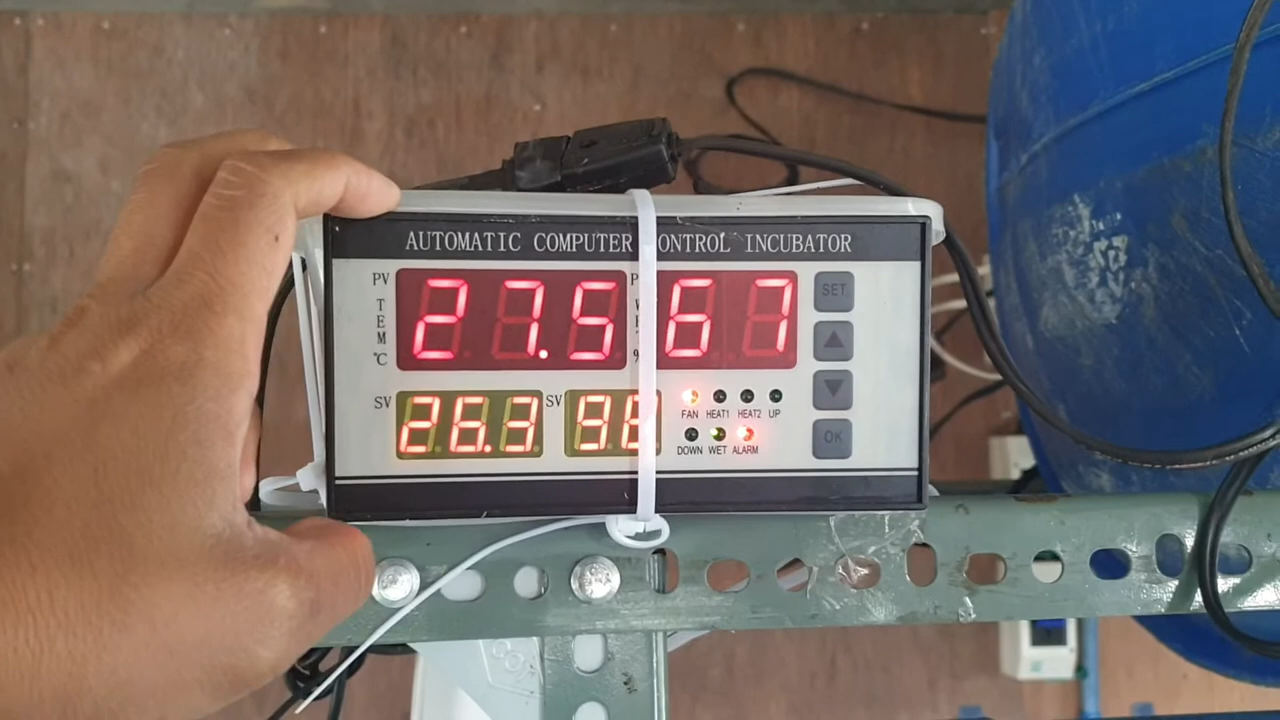 AUTOMATIC COMPUTER ONTROL INCUBATOR
PV
TEM
℃
27.5
67
SET
SV
26.3
SV
FAN HEAT1 HEAT2 UP
DOWN WET ALARM
OK